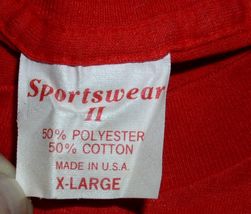 Sportswear
II
50% POLYESTER
50% COTTON
MADE IN U.S.A.
X-LARGE